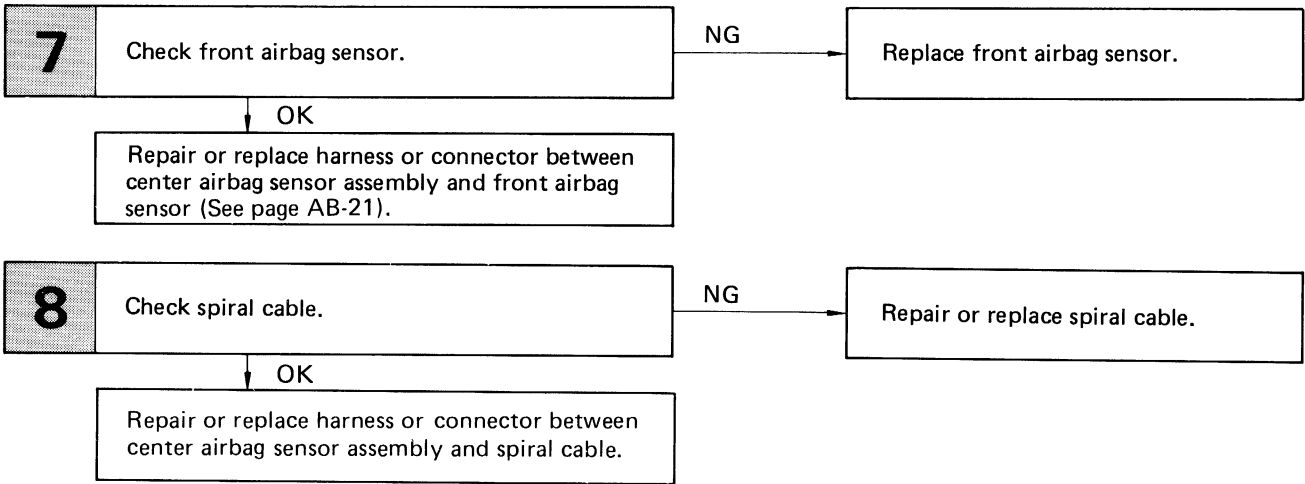 7
Check front airbag sensor.
NG
Replace front airbag sensor.
OK
Repair or replace harness or connector between
center airbag sensor assembly and front airbag
sensor (See page AB-21).
8
Check spiral cable.
NG
Repair or replace spiral cable.
OK
Repair or replace harness or connector between
center airbag sensor assembly and spiral cable.